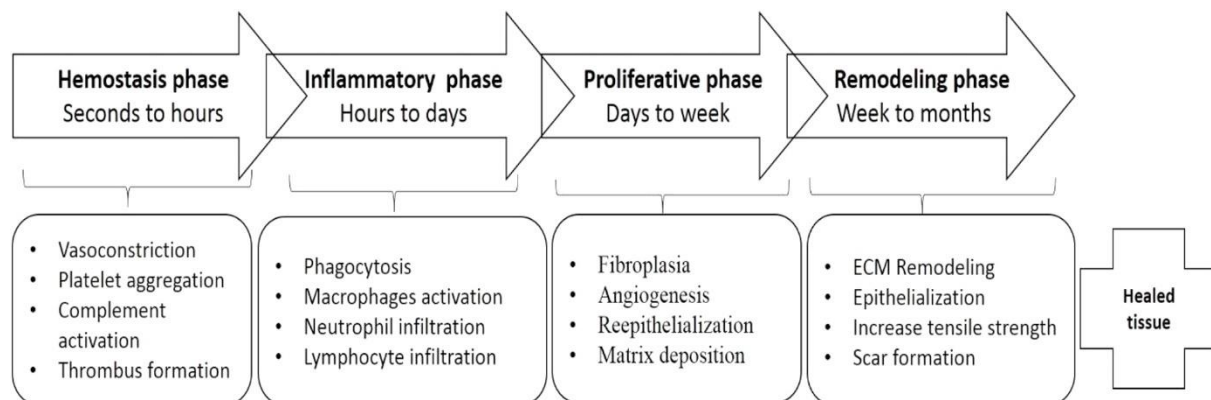 Hemostasis phase
Seconds to hours
Inflammatory phase
Hours to days
Proliferative phase
Days to week
Remodeling phase
Week to months
• Vasoconstriction
• Platelet aggregation
• Complement
activation
• Thrombus formation
• Phagocytosis
• Macrophages activation
• Neutrophil infiltration
• Lymphocyte infiltration
• Fibroplasia
• Angiogenesis
• Reepithelialization
• Matrix deposition
• ECM Remodeling
• Epithelialization
• Increase tensile strength
• Scar formation
Healed
tissue